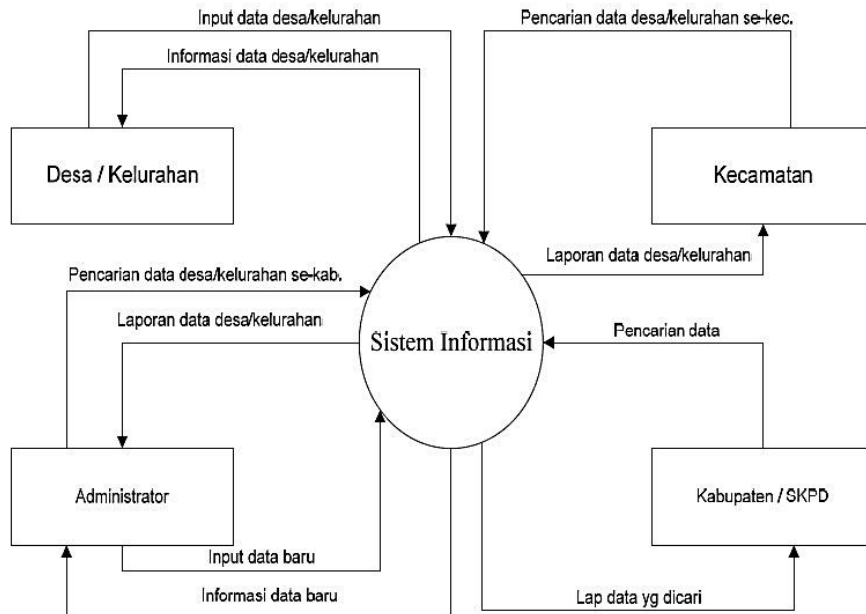 Input data desa/kelurahan
Pencarian data desa/kelurahan se-kec.
Informasi data desa/kelurahan
Desa / Kelurahan
Kecamatan
Laporan data desa/kelurahan
Pencarian data desa/kelurahan se-kab.
Laporan data desa/kelurahan
Sistem Informasi
Pencarian data
Administrator
Kabupaten / SKPD
Input data baru
Informasi data baru
Lap data yg dicari